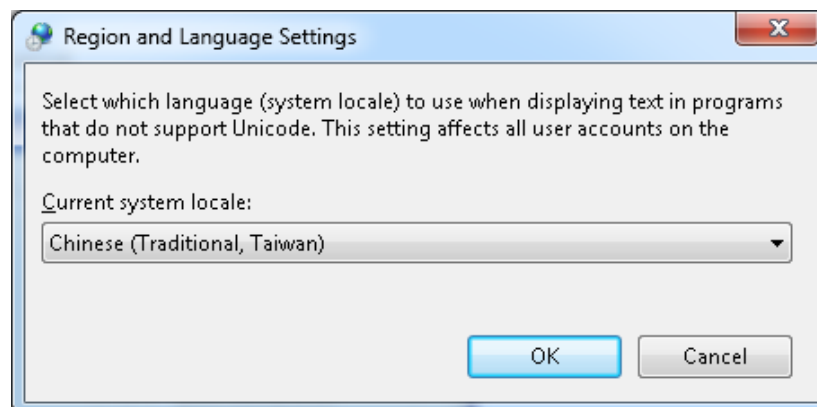 Region and Language Settings
Select which language (system locale) to use when displaying text in programs
that do not support Unicode. This setting affects all user accounts on the
computer.
Current system locale:
Chinese (Traditional, Taiwan)
OK Cancel